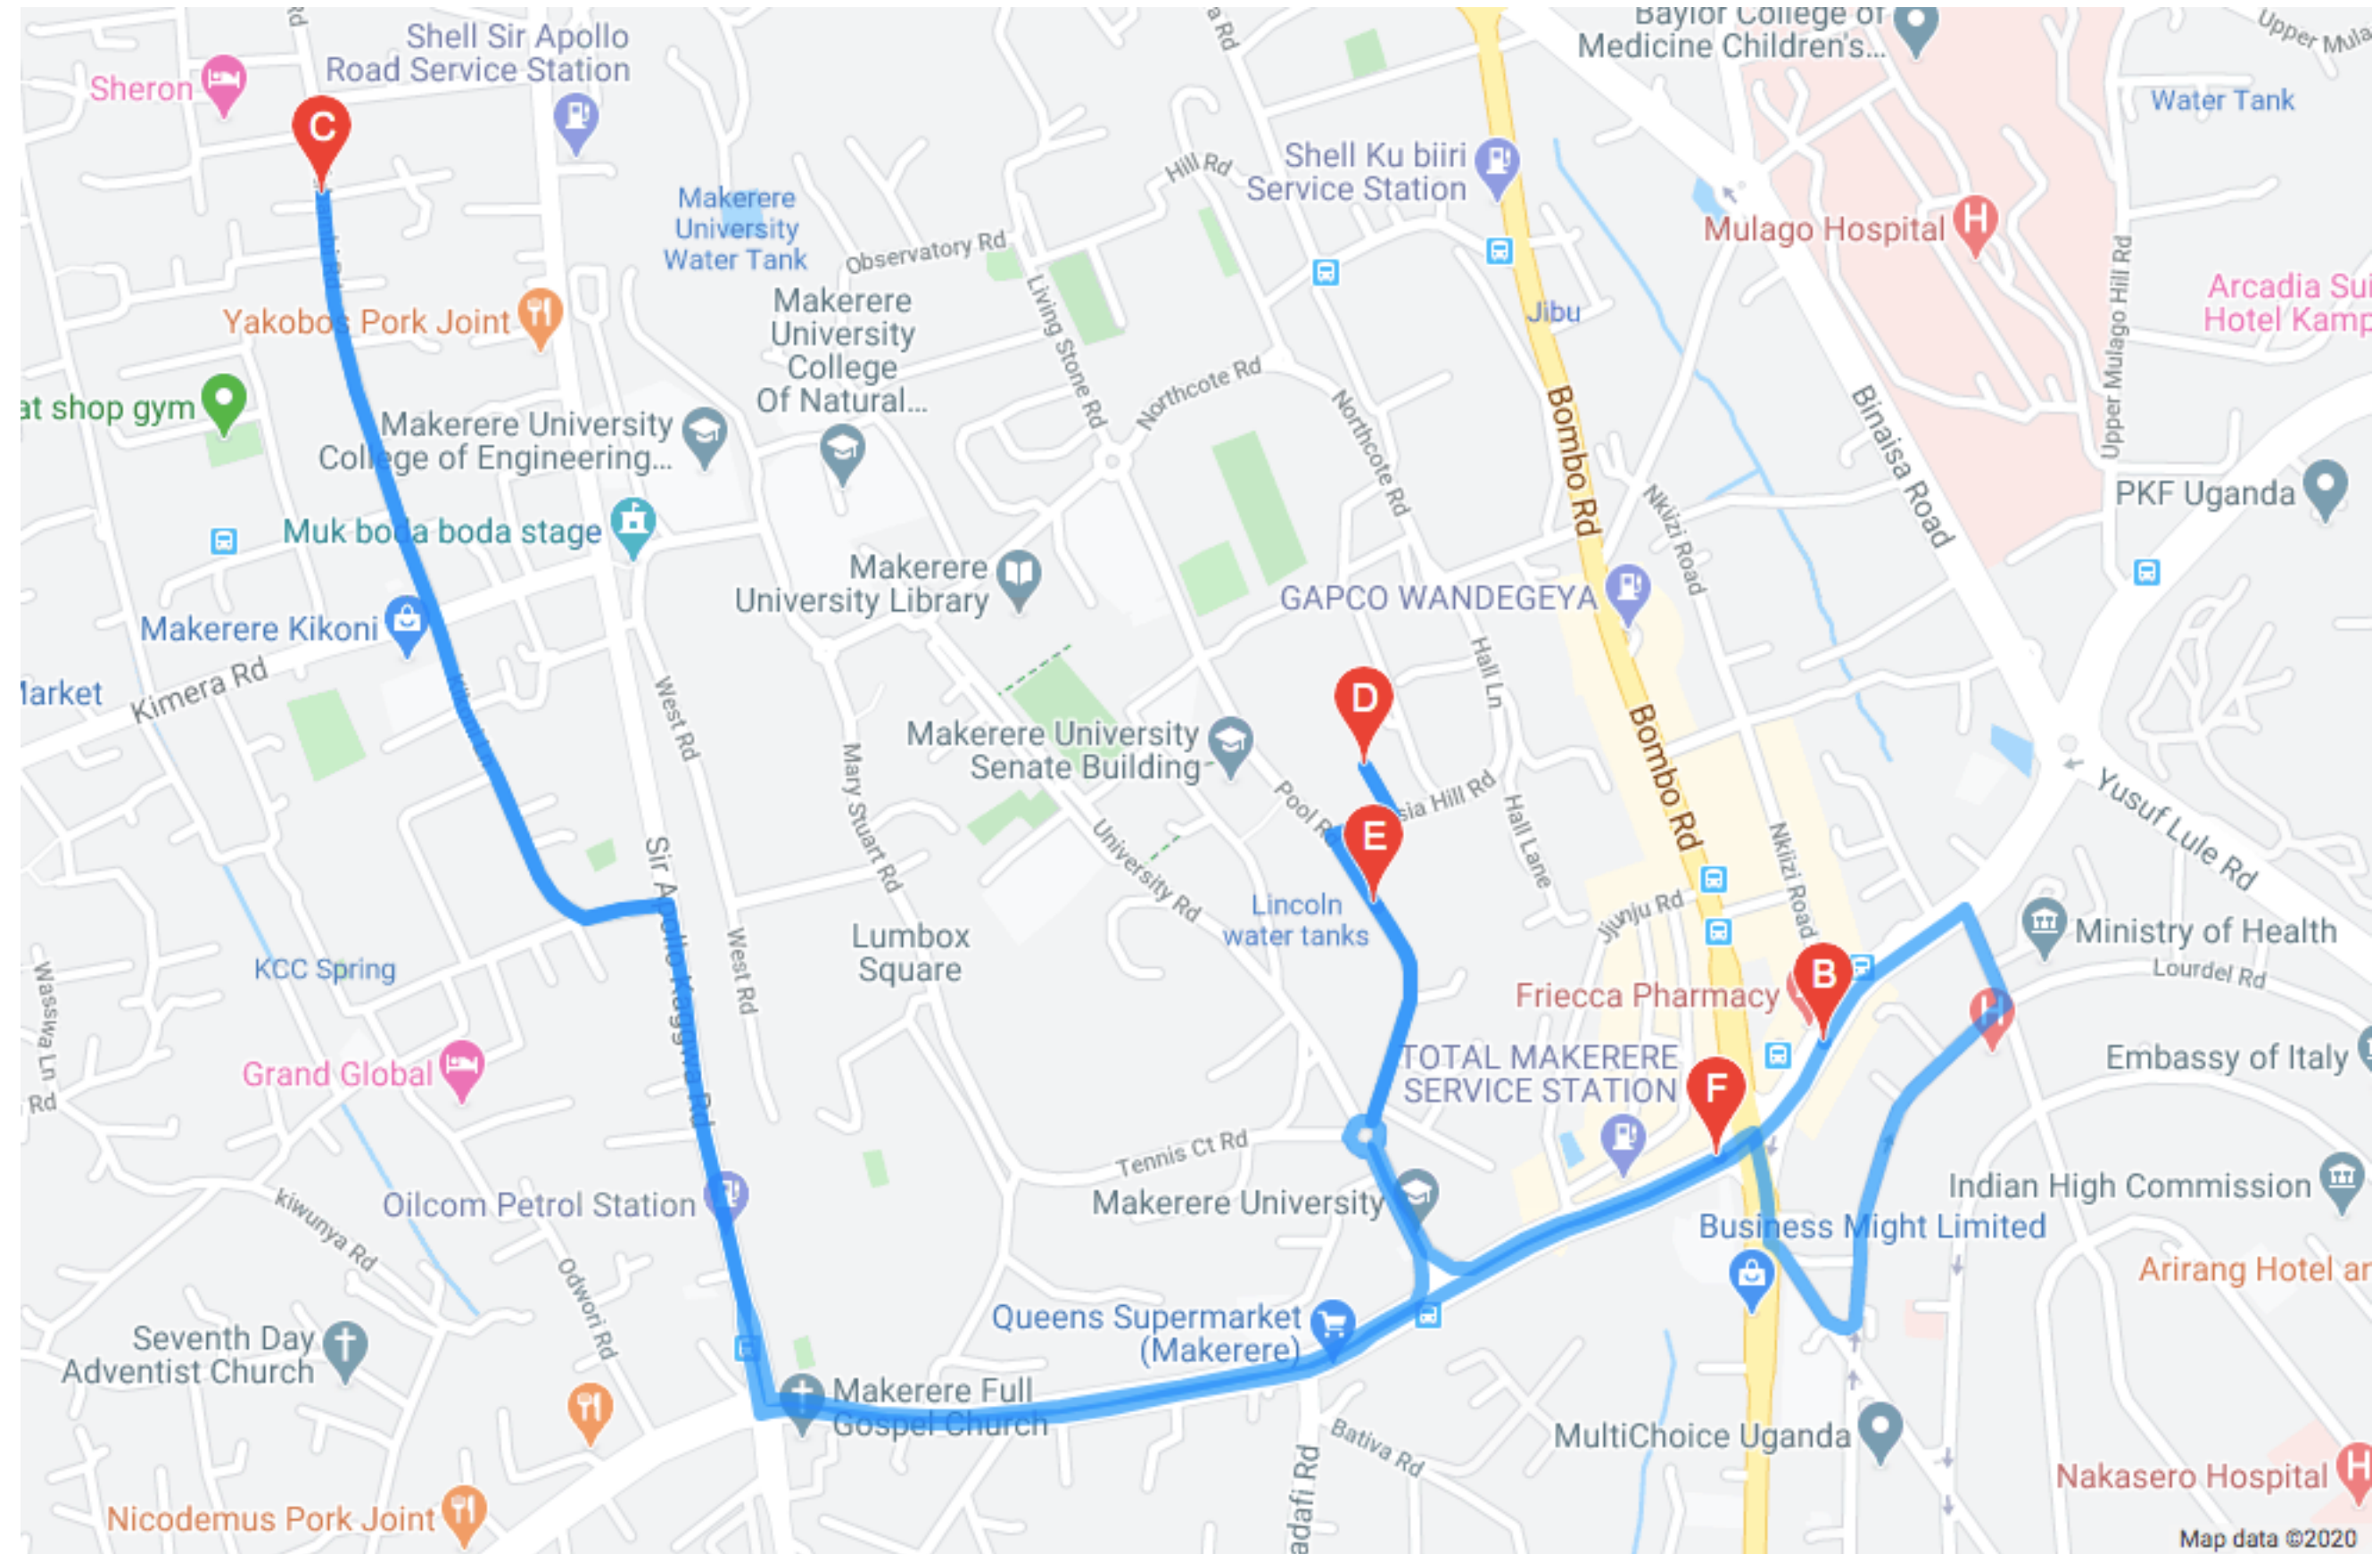 Shell Sir Apollo
Road Service Station
Sheron
C
Rd
a Rd
Baylor College of
Medicine Children's...
Upper Mula
Water Tank
Shell Ku biiri
Service Station
Hill Rd
Makerere
University
Water Tank
Observatory Rd
Mulago Hospital
H
Upper Mulago Hill Rd
Arcadia Sui
Hotel Kamp
Yakobos Pork Joint
Makerere
University
College
Of Natural...
Living Stone Rd
Jibu
Northcote Rd
Northcote Rd
Bombo Rd
Binaisa Road
at shop gym
Makerere University
College of Engineering...
PKF Uganda
Nkizi Road
Muk boda boda stage
Makerere
University Library
GAPCO WANDEGEYA
Makerere Kikoni
Kimera Rd
Market
Kikoni Ln
West Rd
Hall Ln
D
Makerere University
Senate Building
Mary Stuart Rd
Pool Rd
sia Hill Rd
Bombo Rd
Yusuf Lule Rd
E
University Rd
Hall Lane
Nkizi Road
Sir Apollo Kaggwa Rd
Lincoln
water tanks
Jjunju Rd
Ministry of Health
Lourdel Rd
Lumbox
Square
West Rd
KCC Spring
Wasswa Ln
B
Friecca Pharmacy
H
Grand Global
TOTAL MAKERERE
SERVICE STATION
F
Embassy of Italy
Rd
Tennis Ct Rd
Oilcom Petrol Station
Makerere University
Indian High Commission
Business Might Limited
kiwunya Rd
Odwori Rd
Arirang Hotel an
Queens Supermarket
(Makerere)
Seventh Day
Adventist Church
Makerere Full
Gospel Church
Bativa Rd
adafi Rd
MultiChoice Uganda
Nakasero Hospital
H
Nicodemus Pork Joint
Map data ©2020